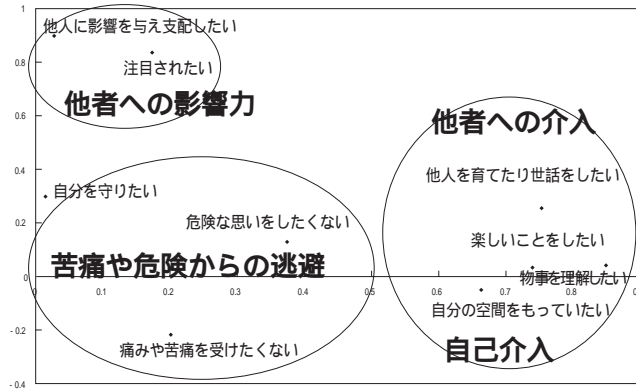 1
他人に影響を与え支配したい
0.8
注目されたい
他者への影響力
0.6
他者への介入
0.4
他人を育てたり世話をしたい
自分を守りたい
0.2
危険な思いをしたくない
楽しいことをしたい
苦痛や危険からの逃避
物事を理解したい
0
0 0.1 0.2 0.3 0.4 0.5 0.6 0.7 0.8 0.9
自分の空間をもっていたい
-0.2
痛みや苦痛を受けたくない
自己介入
-0.4